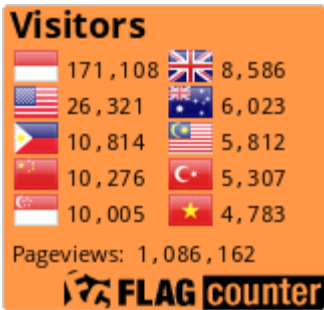 Visitors
171,108 8,586
26,321 6,023
10,814 5,812
10,276 5,307
10,005 4,783
Pageviews: 1,086,162
FLAG counter